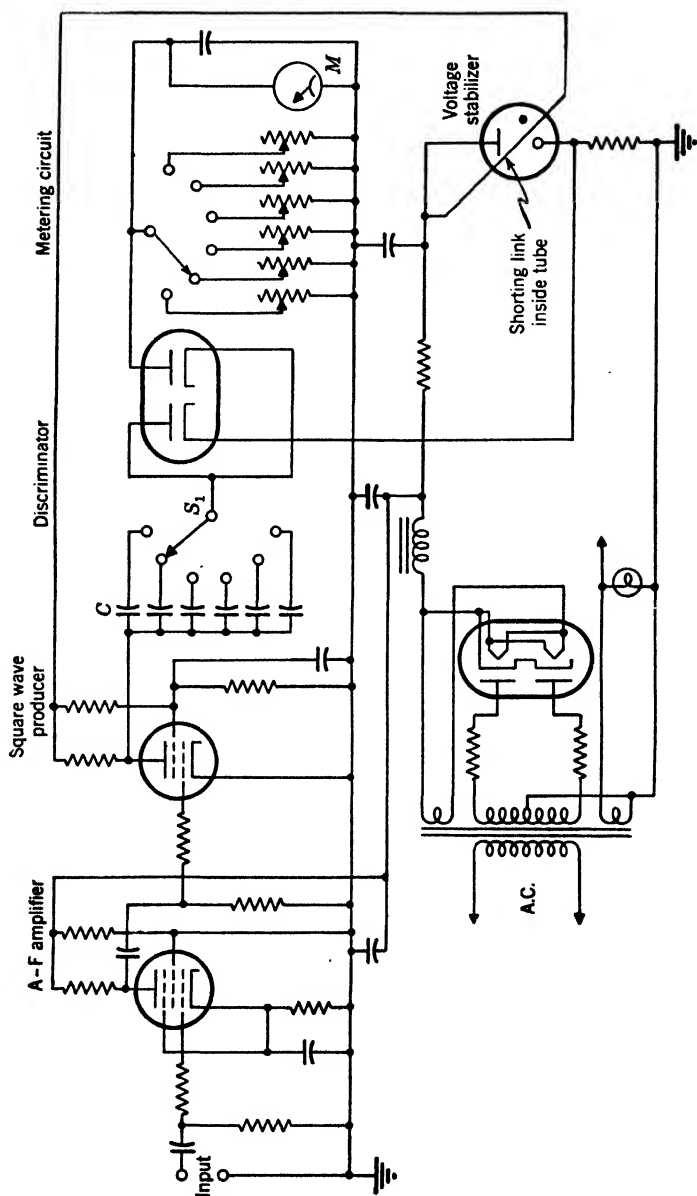 A-F amplifier
Square wave
producer
Discriminator
Metering circuit
C
S1
M
Input
A.C.
Voltage
stabilizer
Shorting link
inside tube